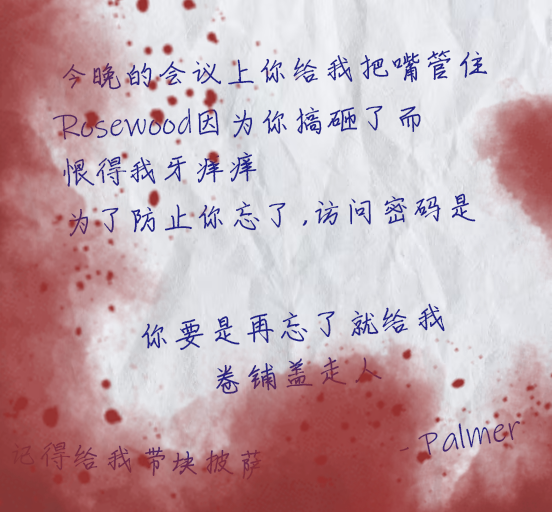 今晚的会议上你给我把嘴管住
Rosewood因为你搞砸了而
恨得我牙痒痒
为了防止你忘了,访问密码是
你要是再忘了就给我
卷铺盖走人
- Palmer
记得给我带块披萨